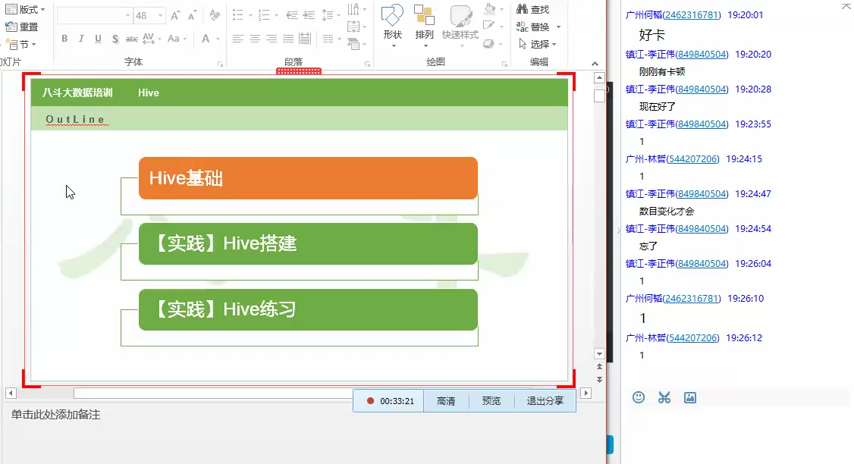 版式
重置
节
灯片
48
B I U S abc AV Aa A
字体
段落
形状
排列
快速样式
绘图
查找
替换
选择
编辑
八斗大数据培训 Hive
OutLine
Hive基础
【实践】Hive搭建
【实践】Hive练习
00:33:21 高清 预览 退出分享
单击此处添加备注
广州何韬(2462316781) 19:20:01
好卡
镇江-李正伟(849840504) 19:20:20
刚刚有卡顿
镇江-李正伟(849840504) 19:20:28
现在好了
镇江-李正伟(849840504) 19:23:55
1
广州-林晢(544207206) 19:24:15
1
镇江-李正伟(849840504) 19:24:47
数目变化才会
镇江-李正伟(849840504) 19:24:54
忘了
镇江-李正伟(849840504) 19:26:04
1
广州何韬(2462316781) 19:26:10
1
广州-林晢(544207206) 19:26:12
1